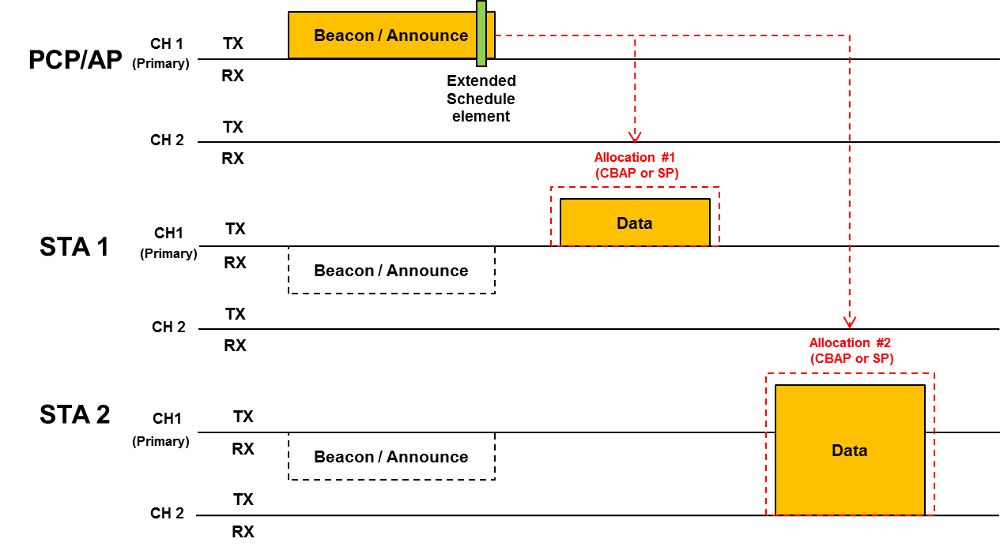 PCP/AP
CH 1
(Primary)
TX
RX
Beacon / Announce
Extended
Schedule
element
CH 2
TX
RX
Allocation #1
(CBAP or SP)
STA 1
CH1
(Primary)
TX
RX
Data
Beacon / Announce
CH 2
TX
RX
Allocation #2
(CBAP or SP)
STA 2
CH1
(Primary)
TX
RX
Beacon / Announce
Data
CH 2
TX
RX